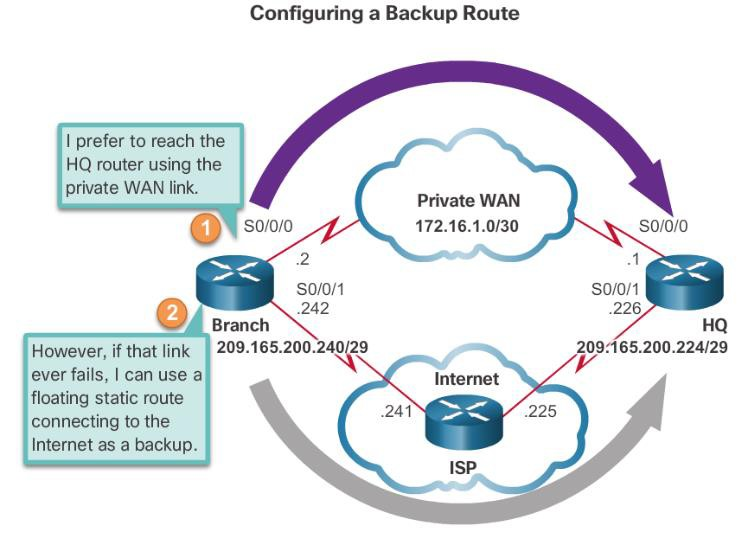 Configuring a Backup Route
I prefer to reach the
HQ router using the
private WAN link.
1
S0/0/0
Private WAN
172.16.1.0/30
S0/0/0
.2
.1
S0/0/1
.242
S0/0/1
.226
2
Branch
HQ
209.165.200.240/29
209.165.200.224/29
However, if that link
ever fails, I can use a
floating static route
connecting to the
Internet as a backup.
Internet
.241
.225
ISP